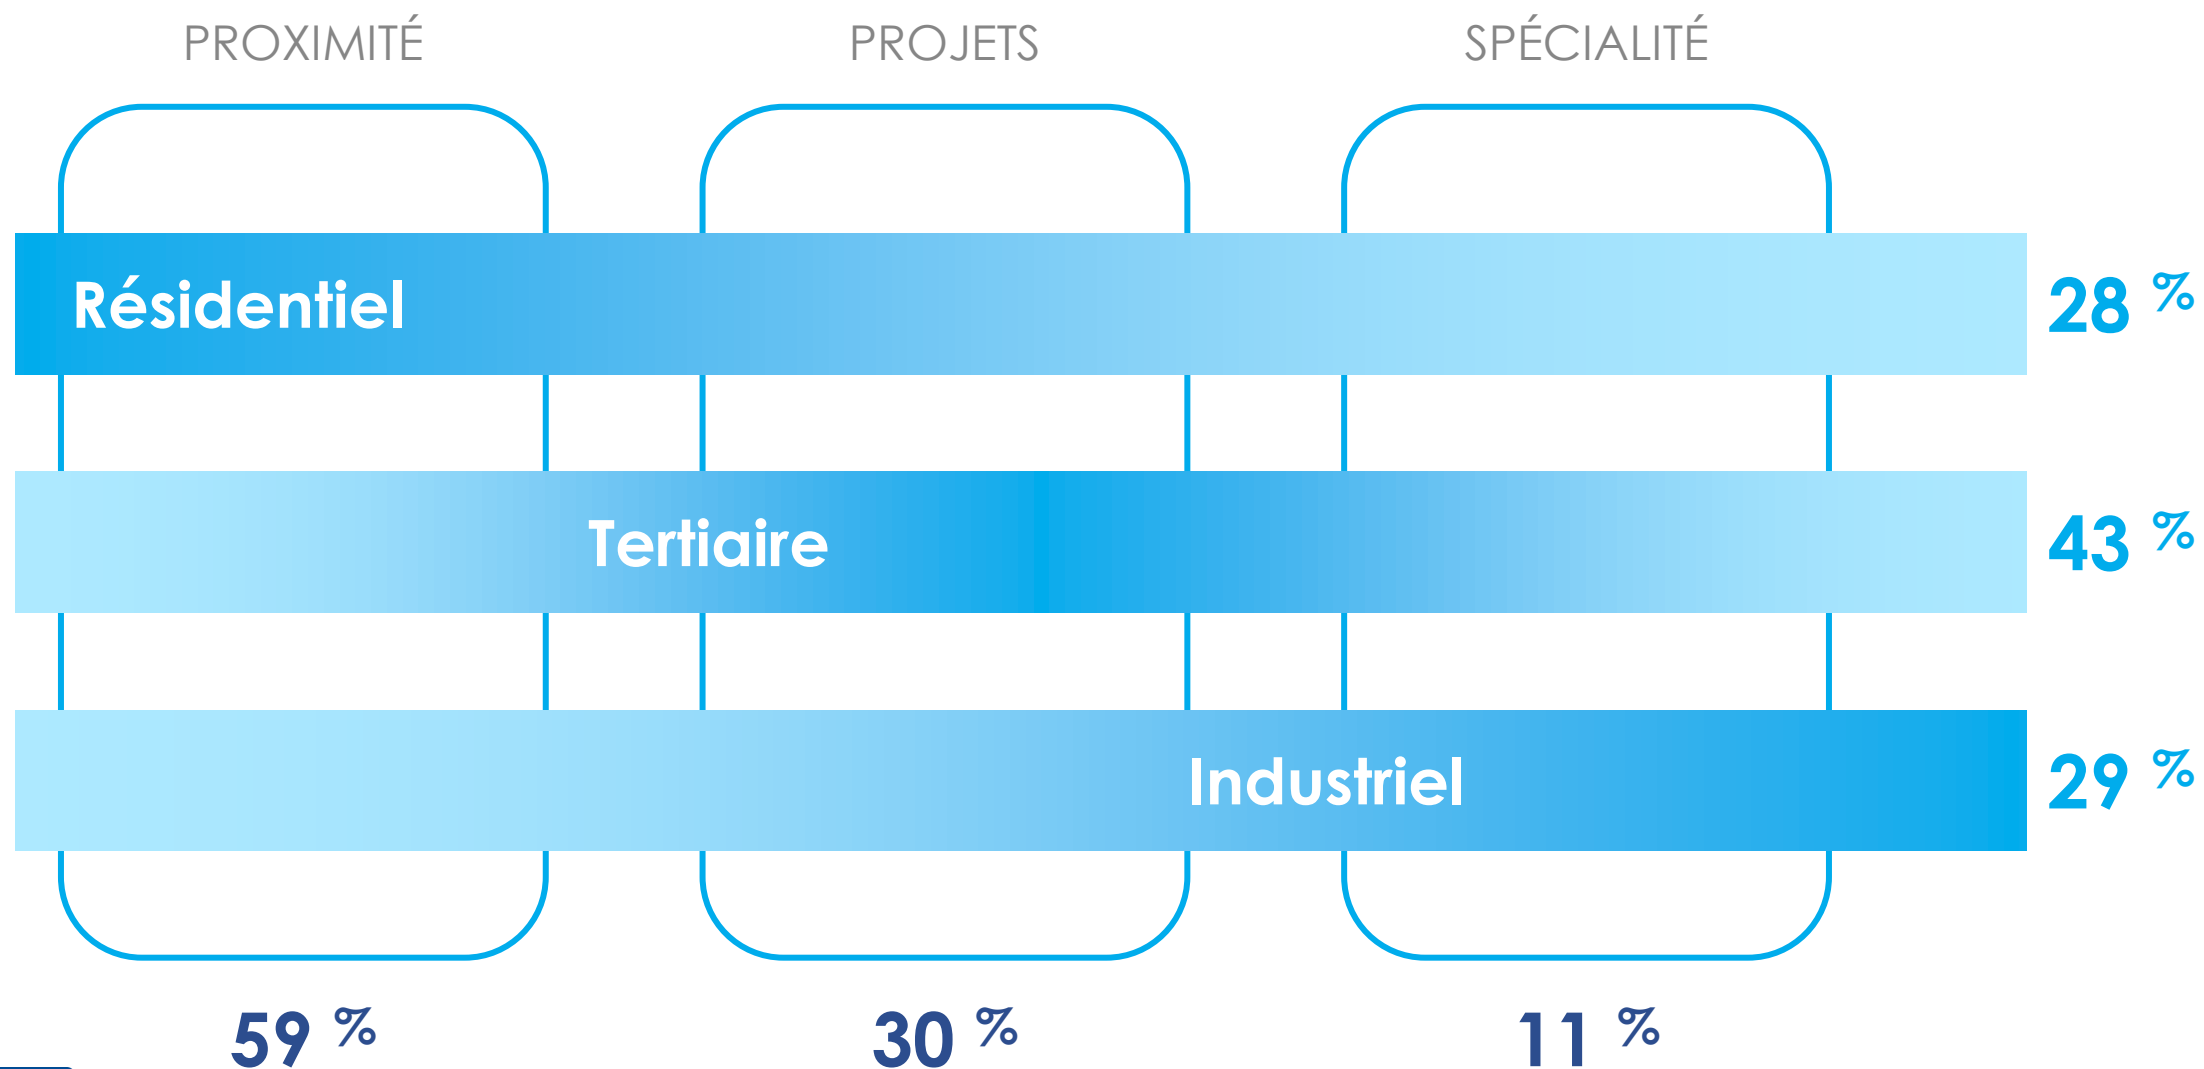 PROXIMITÉ PROJETS SPÉCIALITÉ
Résidentiel 28 %
Tertiaire 43 %
Industriel 29 %
59 % 30 % 11 %